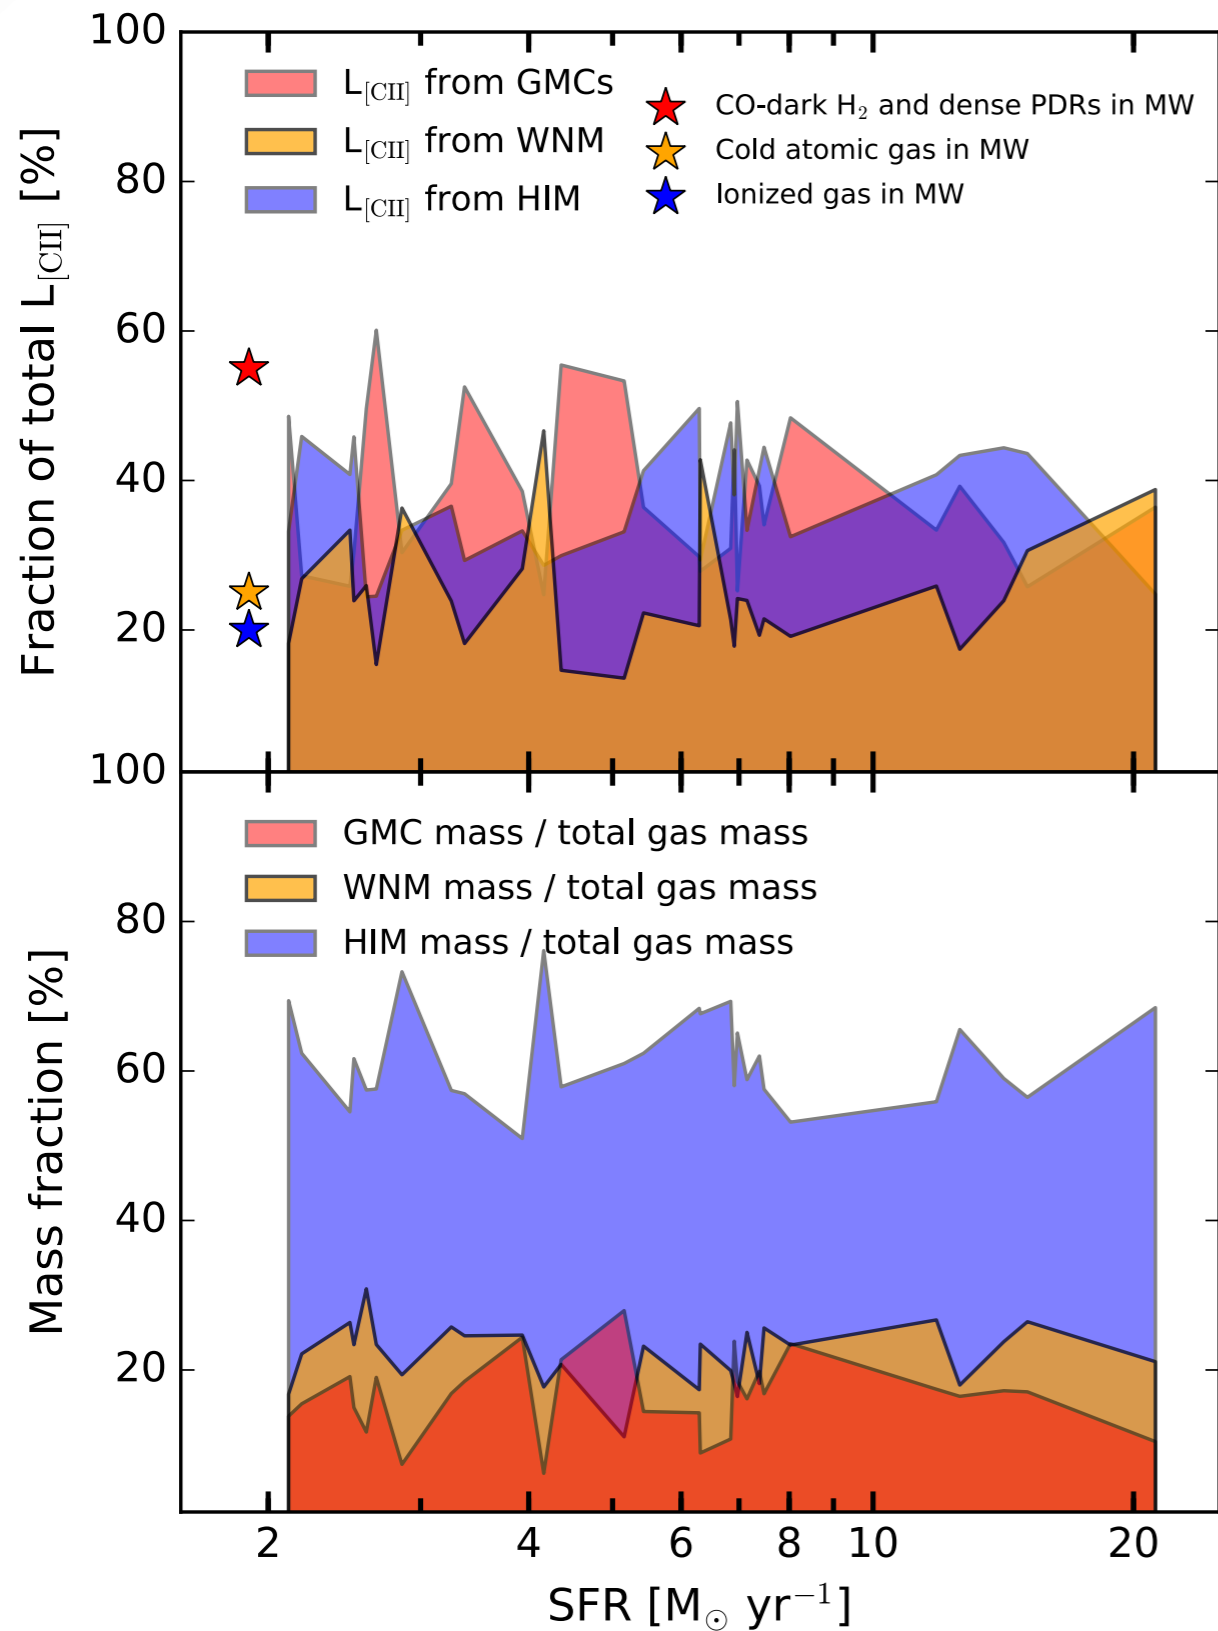 100
80
60
40
20
Fraction of total L[CII] [%]
L[CII] from GMCs
L[CII] from WNM
L[CII] from HIM
CO-dark H₂ and dense PDRs in MW
Cold atomic gas in MW
Ionized gas in MW
100
80
60
40
20
Mass fraction [%]
GMC mass / total gas mass
WNM mass / total gas mass
HIM mass / total gas mass
2 4 6 8 10 20
SFR [M⊙ yr⁻¹]